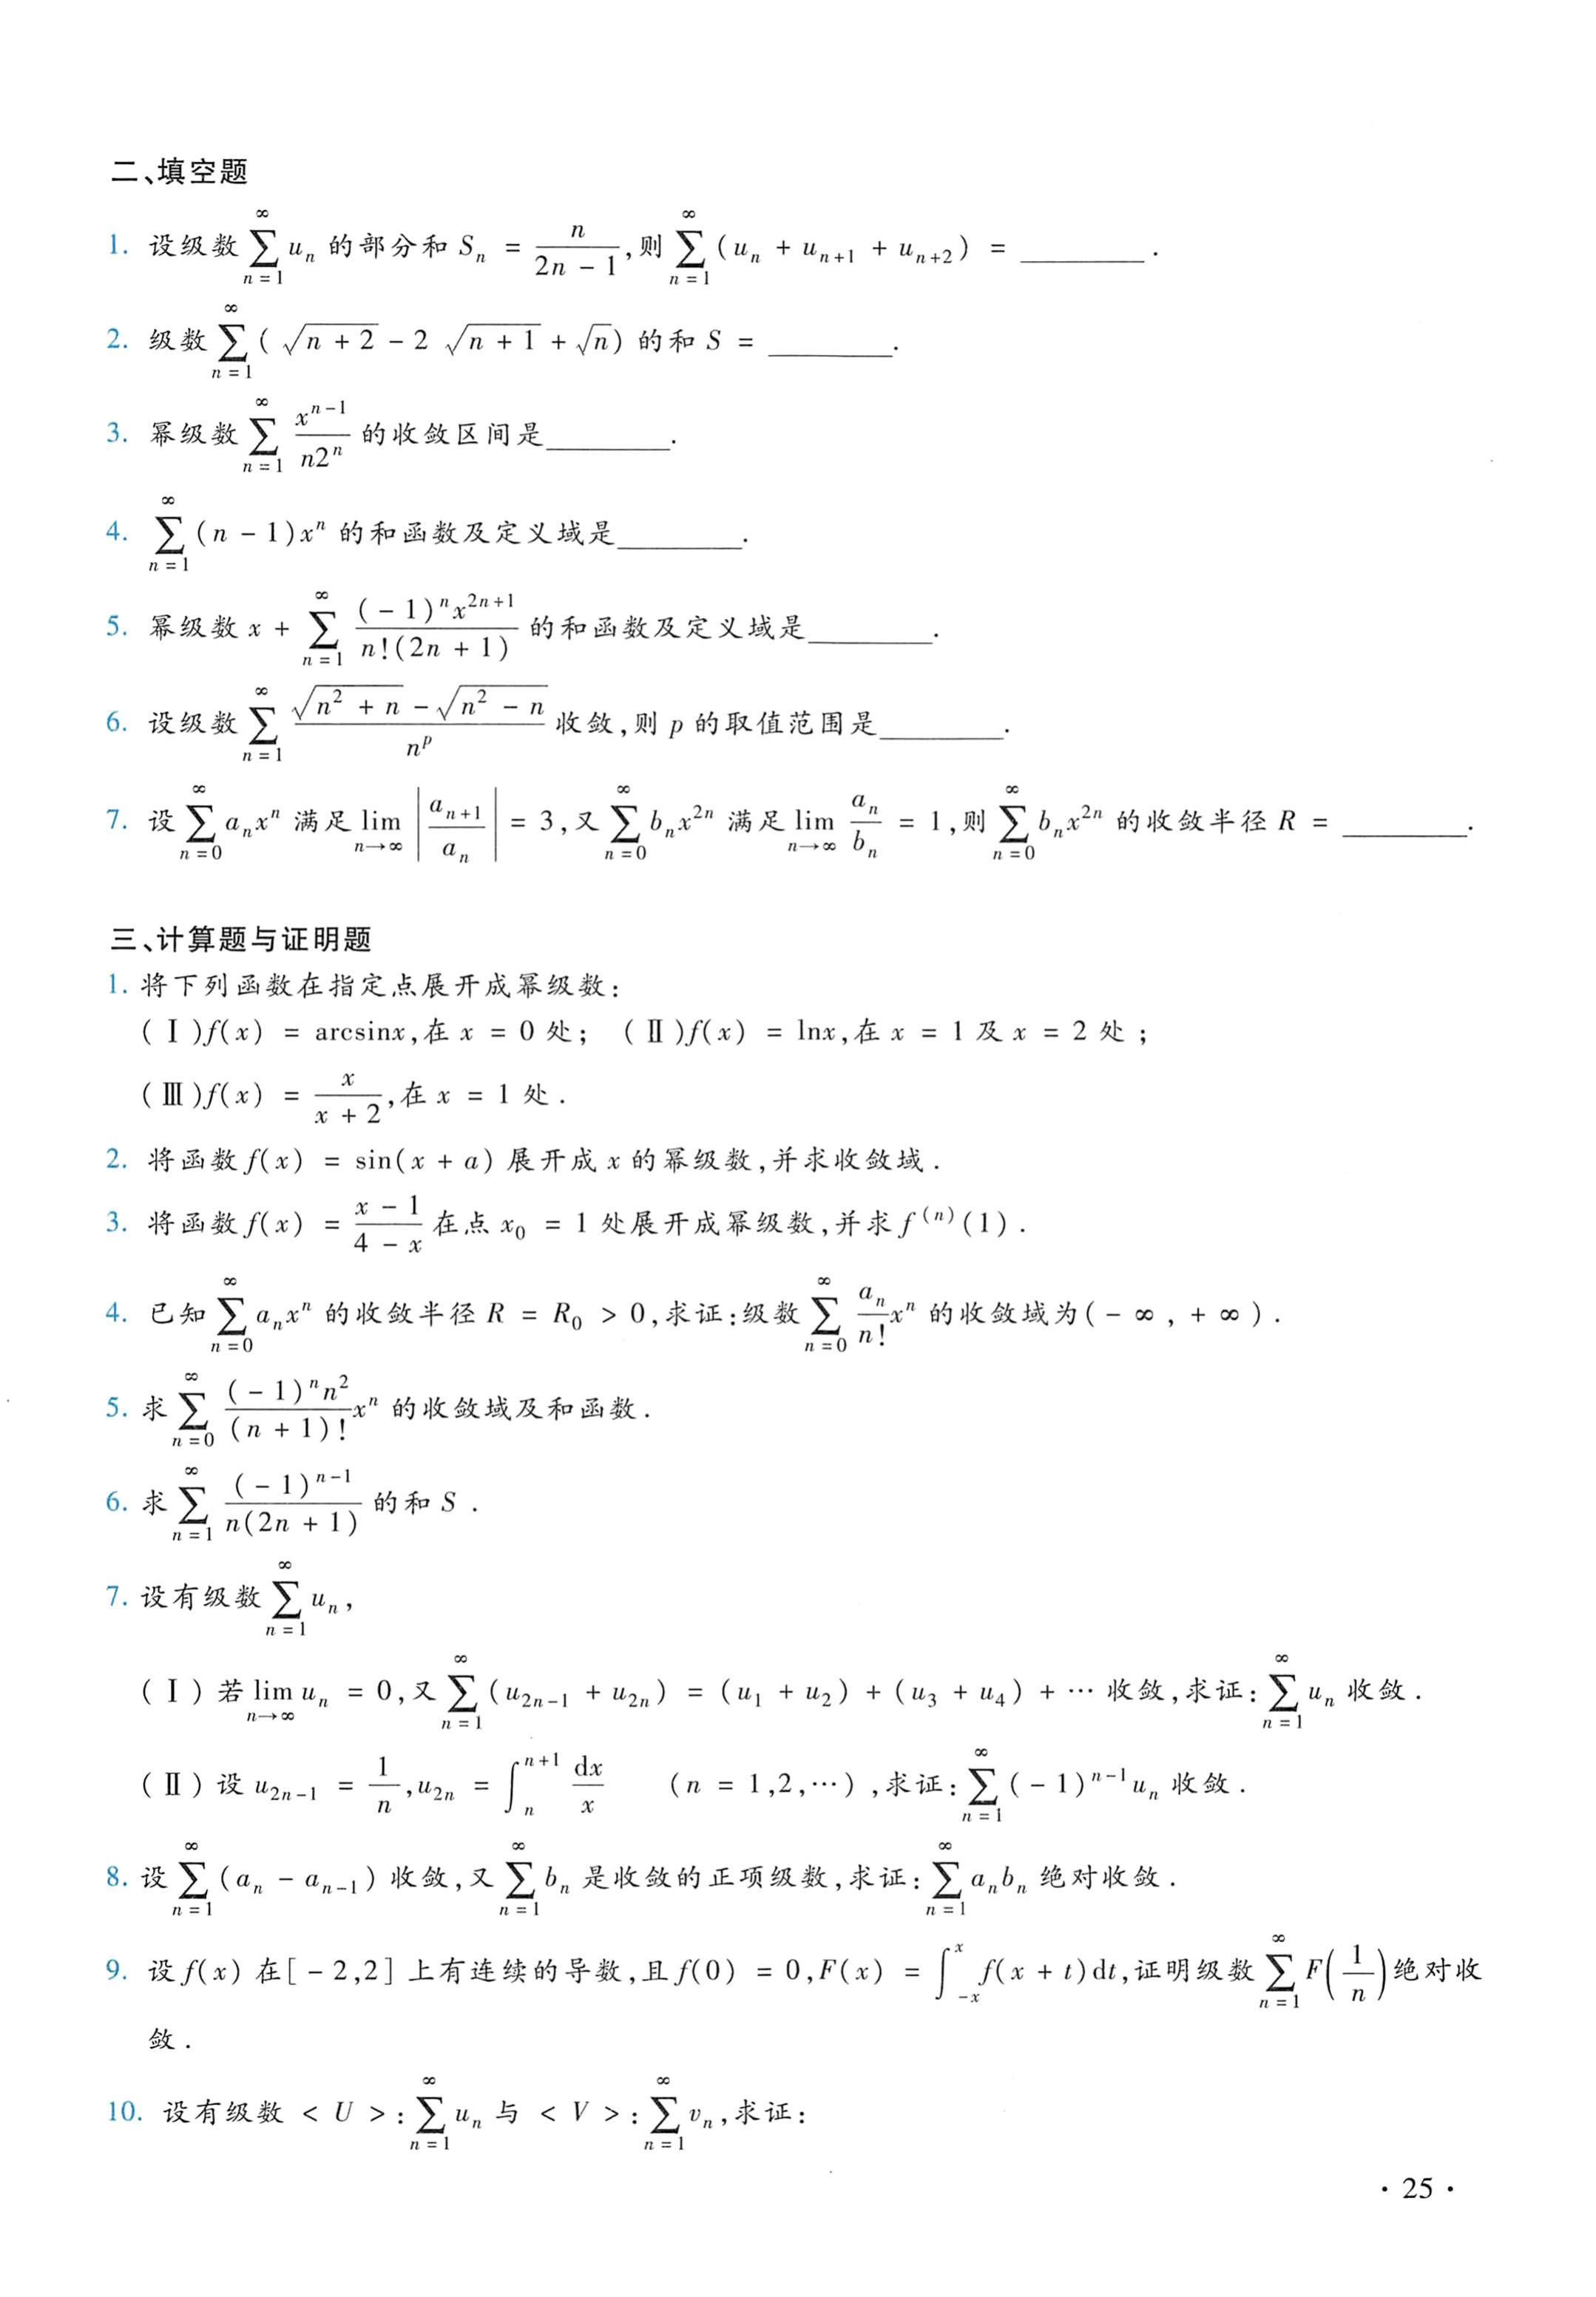 二、填空题
1. 设级数 $\sum_{n=1}^{\infty} u_n$ 的部分和 $S_n = \frac{n}{2n-1}$,则 $\sum_{n=1}^{\infty} (u_n + u_{n+1} + u_{n+2}) =$ ________.
2. 级数 $\sum_{n=1}^{\infty} (\sqrt{n+2} - 2\sqrt{n+1} + \sqrt{n})$ 的和 $S =$ ________.
3. 幂级数 $\sum_{n=1}^{\infty} \frac{x^{n-1}}{n2^n}$ 的收敛区间是________.
4. $\sum_{n=1}^{\infty} (n-1)x^n$ 的和函数及定义域是________.
5. 幂级数 $x + \sum_{n=1}^{\infty} \frac{(-1)^n x^{2n+1}}{n!(2n+1)}$ 的和函数及定义域是________.
6. 设级数 $\sum_{n=1}^{\infty} \frac{\sqrt{n^2+n} - \sqrt{n^2-n}}{n^p}$ 收敛,则 $p$ 的取值范围是________.
7. 设 $\sum_{n=0}^{\infty} a_n x^n$ 满足 $\lim_{n\to\infty} \left|\frac{a_{n+1}}{a_n}\right| = 3$,又 $\sum_{n=0}^{\infty} b_n x^{2n}$ 满足 $\lim_{n\to\infty} \frac{a_n}{b_n} = 1$,则 $\sum_{n=0}^{\infty} b_n x^{2n}$ 的收敛半径 $R =$ ________.
三、计算题与证明题
1. 将下列函数在指定点展开成幂级数:
(Ⅰ)$f(x) = \arcsin x$,在 $x = 0$ 处; (Ⅱ)$f(x) = \ln x$,在 $x = 1$ 及 $x = 2$ 处;
(Ⅲ)$f(x) = \frac{x}{x+2}$,在 $x = 1$ 处.
2. 将函数 $f(x) = \sin(x + a)$ 展开成 $x$ 的幂级数,并求收敛域.
3. 将函数 $f(x) = \frac{x-1}{4-x}$ 在点 $x_0 = 1$ 处展开成幂级数,并求 $f^{(n)}(1)$.
4. 已知 $\sum_{n=0}^{\infty} a_n x^n$ 的收敛半径 $R = R_0 > 0$,求证:级数 $\sum_{n=0}^{\infty} \frac{a_n}{n!} x^n$ 的收敛域为$(-\infty, +\infty)$.
5. 求 $\sum_{n=0}^{\infty} \frac{(-1)^n n^2}{(n+1)!} x^n$ 的收敛域及和函数.
6. 求 $\sum_{n=1}^{\infty} \frac{(-1)^{n-1}}{n(2n+1)}$ 的和 $S$.
7. 设有级数 $\sum_{n=1}^{\infty} u_n$,
(Ⅰ) 若 $\lim_{n\to\infty} u_n = 0$,又 $\sum_{n=1}^{\infty} (u_{2n-1} + u_{2n}) = (u_1 + u_2) + (u_3 + u_4) + \cdots$ 收敛,求证: $\sum_{n=1}^{\infty} u_n$ 收敛.
(Ⅱ) 设 $u_{2n-1} = \frac{1}{n}, u_{2n} = \int_n^{n+1} \frac{dx}{x}$ $(n = 1,2,\cdots)$,求证: $\sum_{n=1}^{\infty} (-1)^{n-1} u_n$ 收敛.
8. 设 $\sum_{n=1}^{\infty} (a_n - a_{n-1})$ 收敛,又 $\sum_{n=1}^{\infty} b_n$ 是收敛的正项级数,求证: $\sum_{n=1}^{\infty} a_n b_n$ 绝对收敛.
9. 设 $f(x)$ 在$[-2,2]$ 上有连续的导数,且 $f(0) = 0, F(x) = \int_{-x}^{x} f(x+t)dt$,证明级数 $\sum_{n=1}^{\infty} F\left(\frac{1}{n}\right)$绝对收
敛.
10. 设有级数 $< U >: \sum_{n=1}^{\infty} u_n$ 与 $< V >: \sum_{n=1}^{\infty} v_n$,求证:
· 25 ·